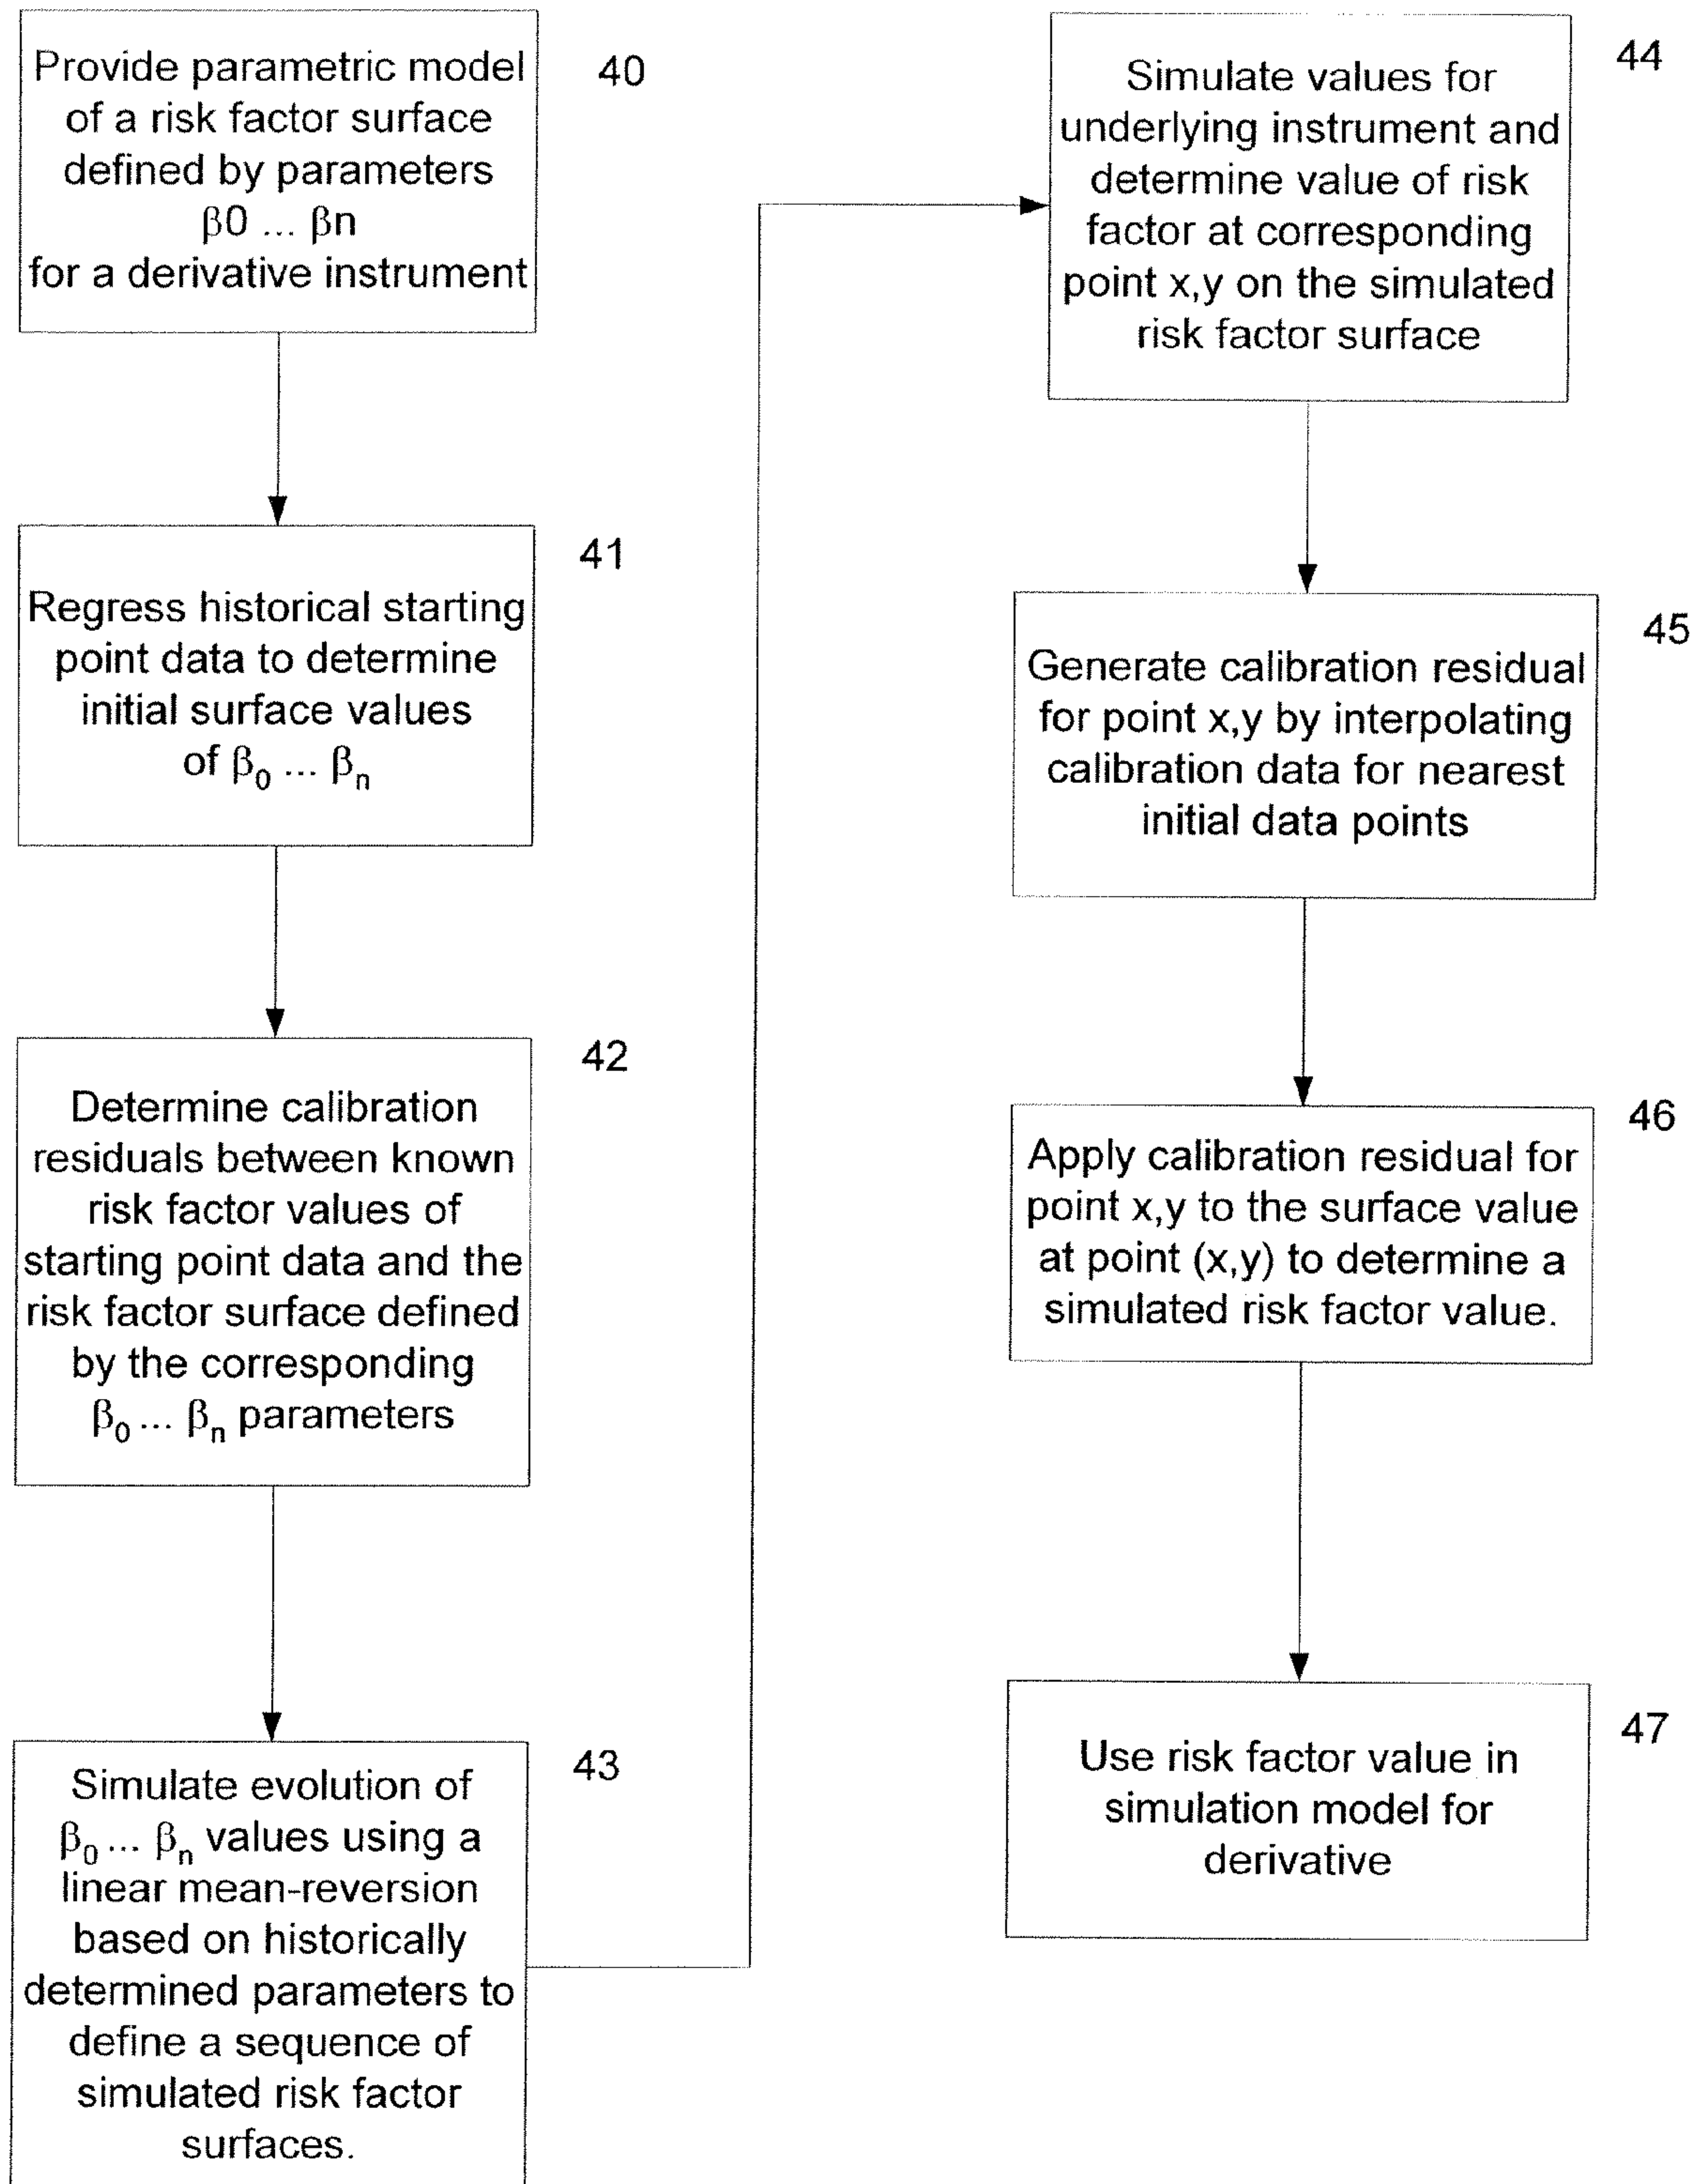 Provide parametric model
of a risk factor surface
defined by parameters
β0 ... βn
for a derivative instrument
40
Regress historical starting
point data to determine
initial surface values
of β₀ ... βₙ
41
Determine calibration
residuals between known
risk factor values of
starting point data and the
risk factor surface defined
by the corresponding
β₀ ... βₙ parameters
42
Simulate evolution of
β₀ ... βₙ values using a
linear mean-reversion
based on historically
determined parameters to
define a sequence of
simulated risk factor
surfaces.
43
Simulate values for
underlying instrument and
determine value of risk
factor at corresponding
point x,y on the simulated
risk factor surface
44
Generate calibration residual
for point x,y by interpolating
calibration data for nearest
initial data points
45
Apply calibration residual for
point x,y to the surface value
at point (x,y) to determine a
simulated risk factor value.
46
Use risk factor value in
simulation model for
derivative
47